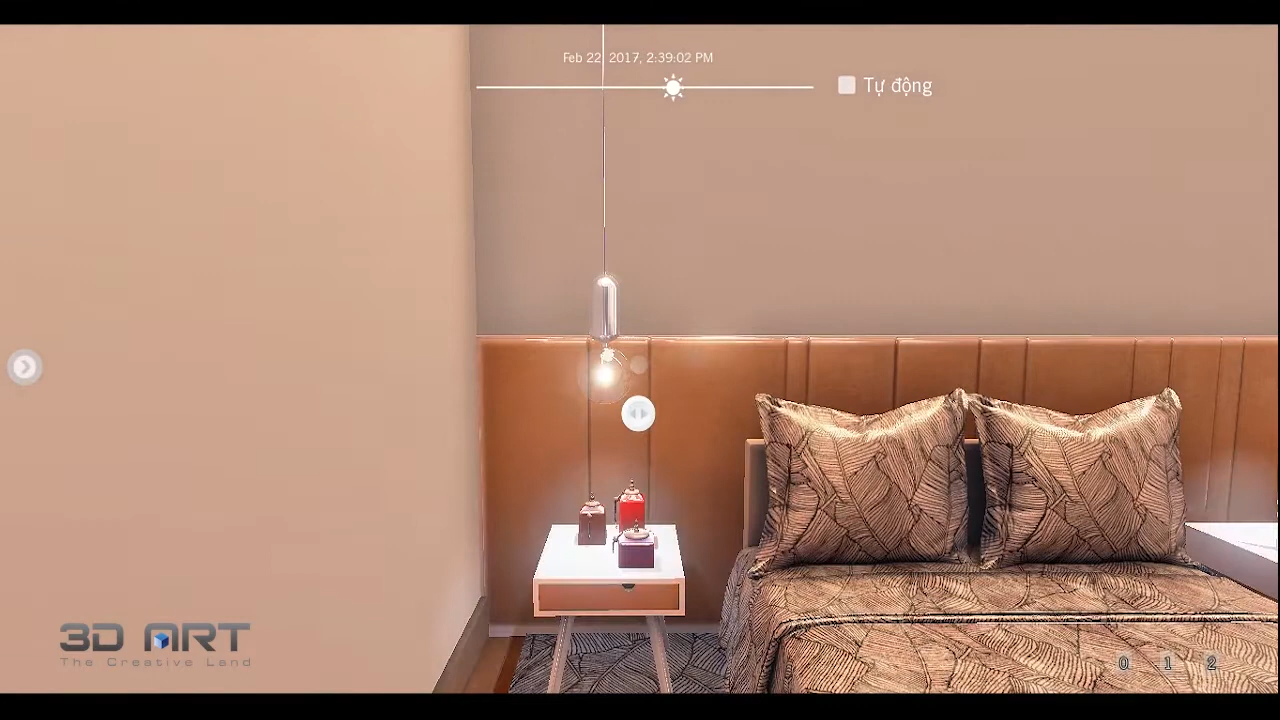 Feb 22, 2017, 2:39:02 PM
Tự động
3D ART
The Creative Land
0 1 2